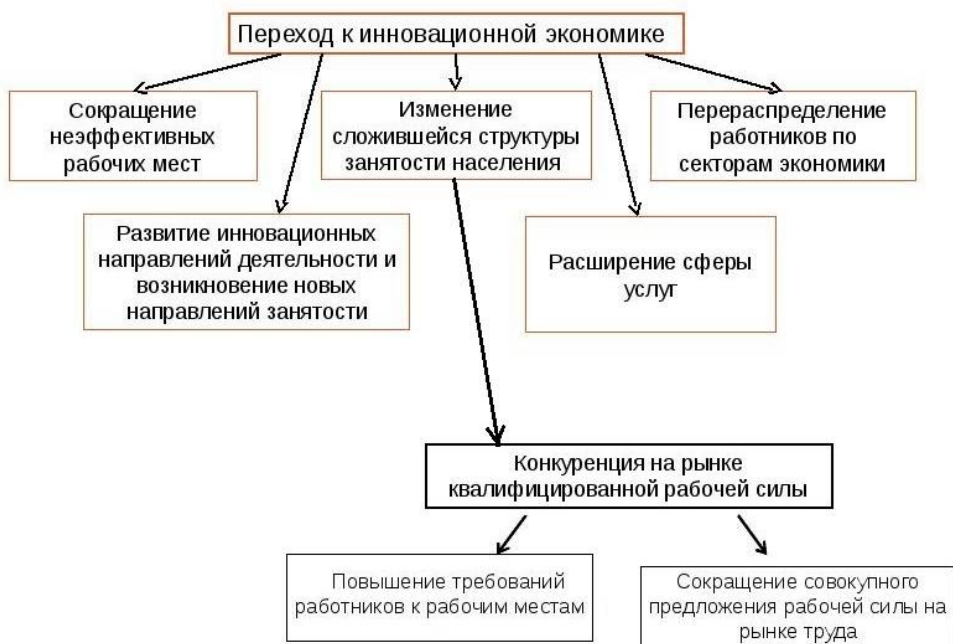 Переход к инновационной экономике
Сокращение
неэффективных
рабочих мест
Изменение
сложившейся структуры
занятости населения
Перераспределение
работников по
секторам экономики
Развитие инновационных
направлений деятельности и
возникновение новых
направлений занятости
Расширение сферы
услуг
Конкуренция на рынке
квалифицированной рабочей силы
Повышение требований
работников к рабочим местам
Сокращение совокупного
предложения рабочей силы на
рынке труда